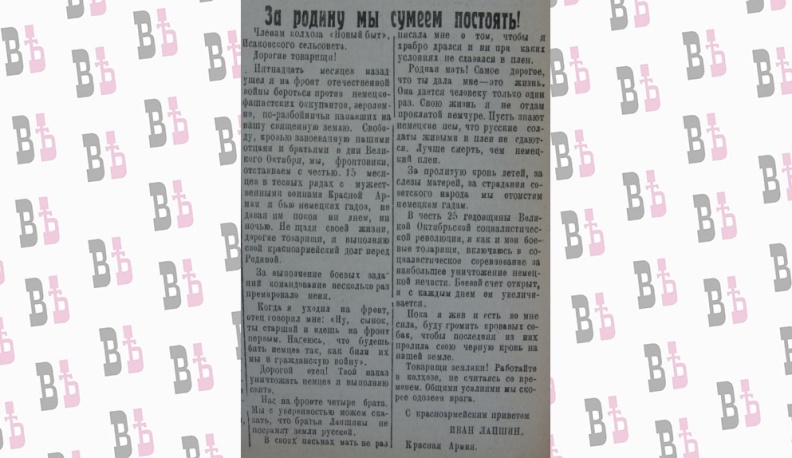 За родину мы сумеем постоять!
Членам колхоза «Новый быт»,
Исаковского сельсовета.
Дорогие товарищи!
Пятнадцать месяцев назад
ушел я на фронт отечественной
войны бороться против немецко-
фашистских оккупантов, веролом-
но, по-разбойничьи напавших на
нашу священную землю. Свобо-
ду, кровью завоеванную нашими
отцами и братьями в дни Вели-
кого Октября, мы, фронтовики,
отстаиваем с честью. 15 меся-
цев в тесных рядах с мужест-
венными воинами Красной Ар-
мии я бью немецких гадов, не
давая им покоя ни днем, ни
ночью. Не щадя своей жизни,
дорогие товарищи, я выполняю
свой красноармейский долг перед
Родиной.
За выполнение боевых зада-
ний командование несколько раз
премировало меня.
Когда я уходил на фронт,
отец говорил мне: «Ну, сынок,
ты старший и идешь на фронт
первым. Надеюсь, что будешь
бить немцев так, как били их
мы в гражданскую войну».
Дорогой отец! Твой наказ
уничтожать немцев я выполняю
свято.
Нас на фронте четыре брата.
Мы с уверенностью можем ска-
зать, что братья Лапшины не
посрамят земли русской.
В своих письмах мать не раз
писала мне о том, чтобы я
храбро дрался и ни при каких
условиях не сдавался в плен.
Родная мать! Самое дорогое,
что ты дала мне—это жизнь.
Она дается человеку только один
раз. Свою жизнь я не отдам
проклятой немчуре. Пусть знают
немецкие псы, что русские сол-
даты живыми в плен не сдают-
ся. Лучше смерть, чем немец-
кий плен.
За пролитую кровь детей, за
слезы матерей, за страдания со-
ветского народа мы отомстим
немецким гадам.
В честь 25 годовщины Вели-
кой Октябрьской социалистиче-
ской революции, я как и мои бое-
вые товарищи, включаюсь в со-
циалистическое соревнование за
наибольшее уничтожение немец-
кой нечисти. Боевой счет открыт,
и с каждым днем он увеличи-
вается.
Пока я жив и есть во мне
сила, буду громить кровавых со-
бак, чтобы последняя из них
пролила свою черную кровь на
нашей земле.
Товарищи земляки! Работайте
в колхозе, не считаясь со вре-
менем. Общими усилиями мы ско-
рее одолеем врага.
С красноармейским приветом
ИВАН ЛАПШИН.
Красная Армия.